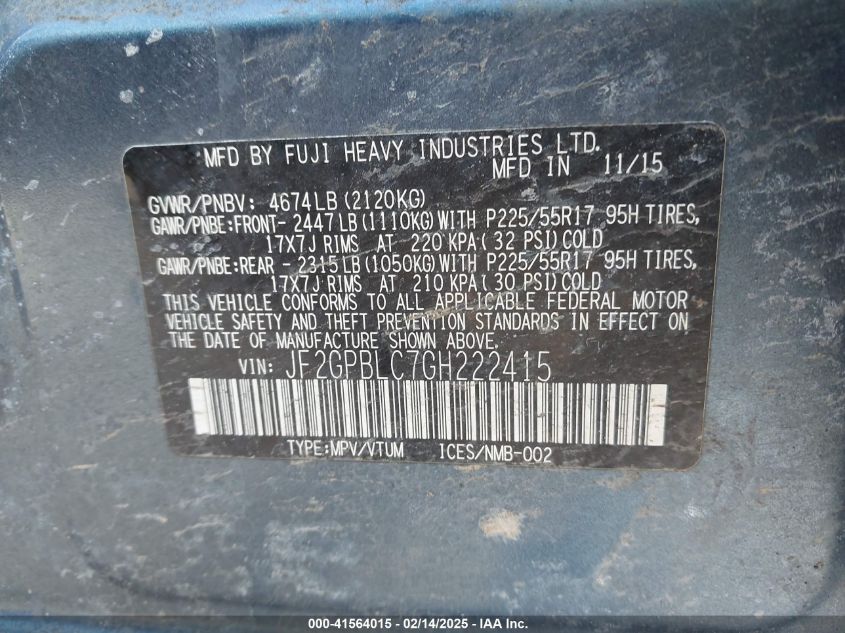 MFD BY FUJI HEAVY INDUSTRIES LTD.
MFD IN 11/15
GVWR/PNBV: 4674LB (2120KG)
GAWR/PNBE:FRONT- 2447LB (1110KG) WITH P225/55R17 95H TIRES,
17X7J RIMS AT 220 KPA( 32 PSI) COLD
GAWR/PNBE:REAR - 2315LB (1050KG) WITH P225/55R17 95H TIRES,
17X7J RIMS AT 210 KPA( 30 PSI) COLD
THIS VEHICLE CONFORMS TO ALL APPLICABLE FEDERAL MOTOR
VEHICLE SAFETY AND THEFT PREVENTION STANDARDS IN EFFECT ON
THE DATE OF MANUFACTURE SHOWN ABOVE.
VIN: JF2GPBLC7GH222415
TYPE:MPV/VTUM ICES/NMB-002
000-41564015 - 02/14/2025 - IAA Inc.